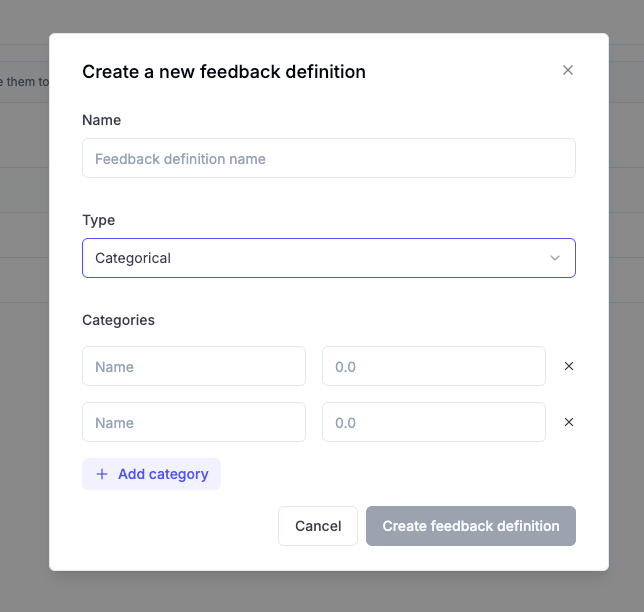 Create a new feedback definition
e them to
Name
Feedback definition name
Type
Categorical
Categories
Name 0.0
Name 0.0
Add category
Cancel Create feedback definition